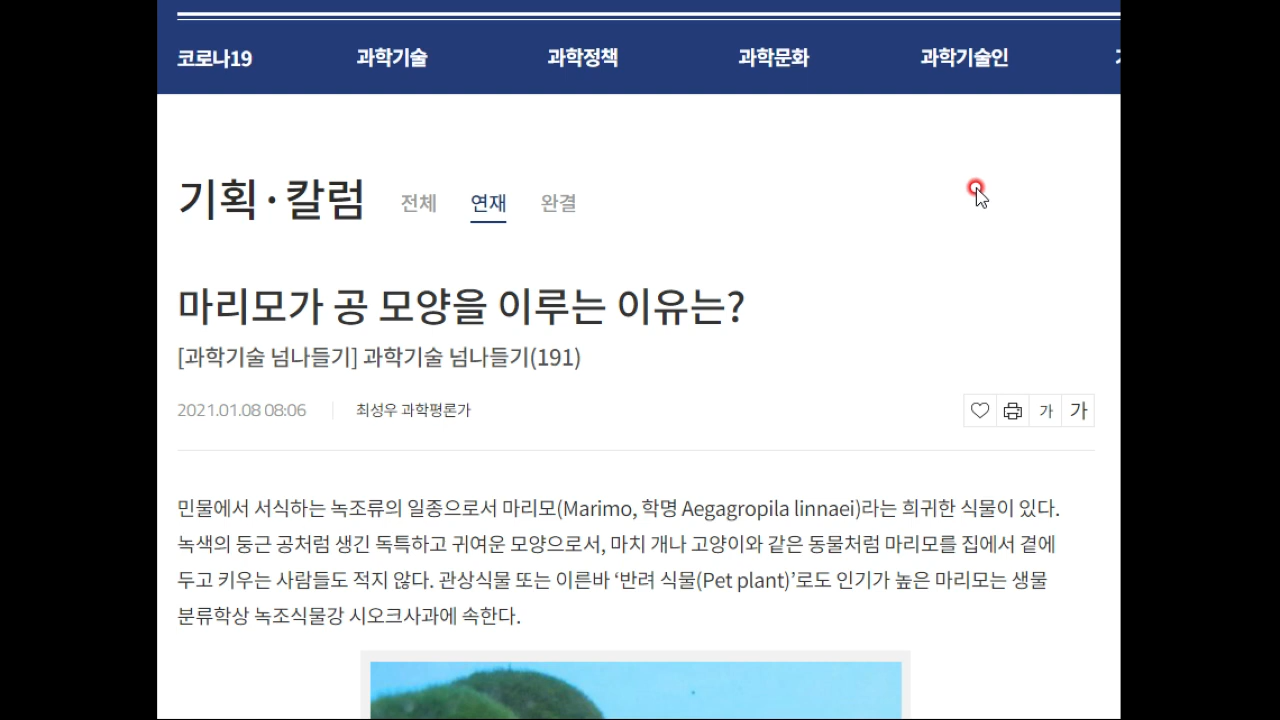 코로나19 과학기술 과학정책 과학문화 과학기술인
기획·칼럼 전체 연재 완결
마리모가 공 모양을 이루는 이유는?
[과학기술 넘나들기] 과학기술 넘나들기(191)
2021.01.08 08:06 최성우 과학평론가 가 가
민물에서 서식하는 녹조류의 일종으로서 마리모(Marimo, 학명 Aegagropila linnaei)라는 희귀한 식물이 있다.
녹색의 둥근 공처럼 생긴 독특하고 귀여운 모양으로서, 마치 개나 고양이와 같은 동물처럼 마리모를 집에서 곁에
두고 키우는 사람들도 적지 않다. 관상식물 또는 이른바 ‘반려 식물(Pet plant)’로도 인기가 높은 마리모는 생물
분류학상 녹조식물강 시오크사과에 속한다.